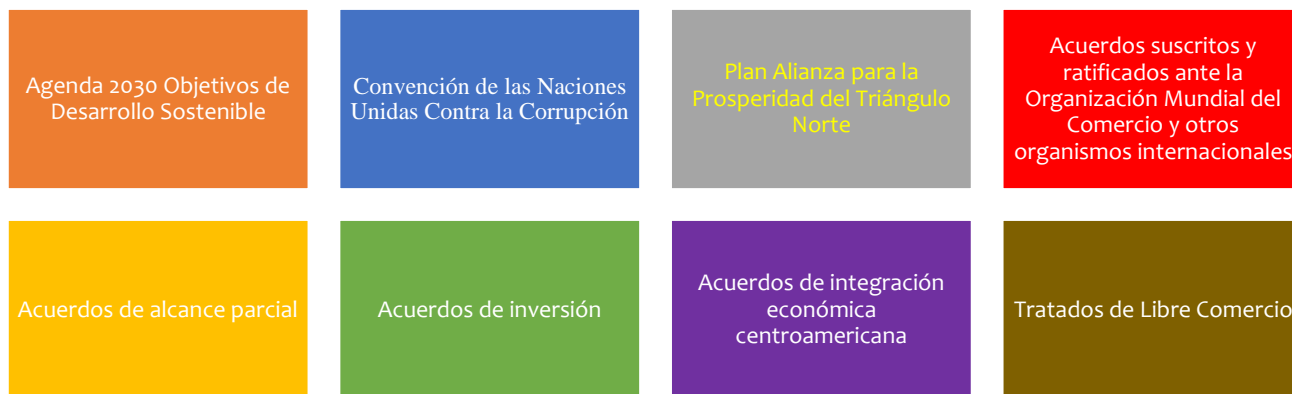 Agenda 2030 Objetivos de
Desarrollo Sostenible
Convención de las Naciones
Unidas Contra la Corrupción
Plan Alianza para la
Prosperidad del Triángulo
Norte
Acuerdos suscritos y
ratificados ante la
Organización Mundial del
Comercio y otros
organismos internacionales
Acuerdos de alcance parcial
Acuerdos de inversión
Acuerdos de integración
económica
centroamericana
Tratados de Libre Comercio